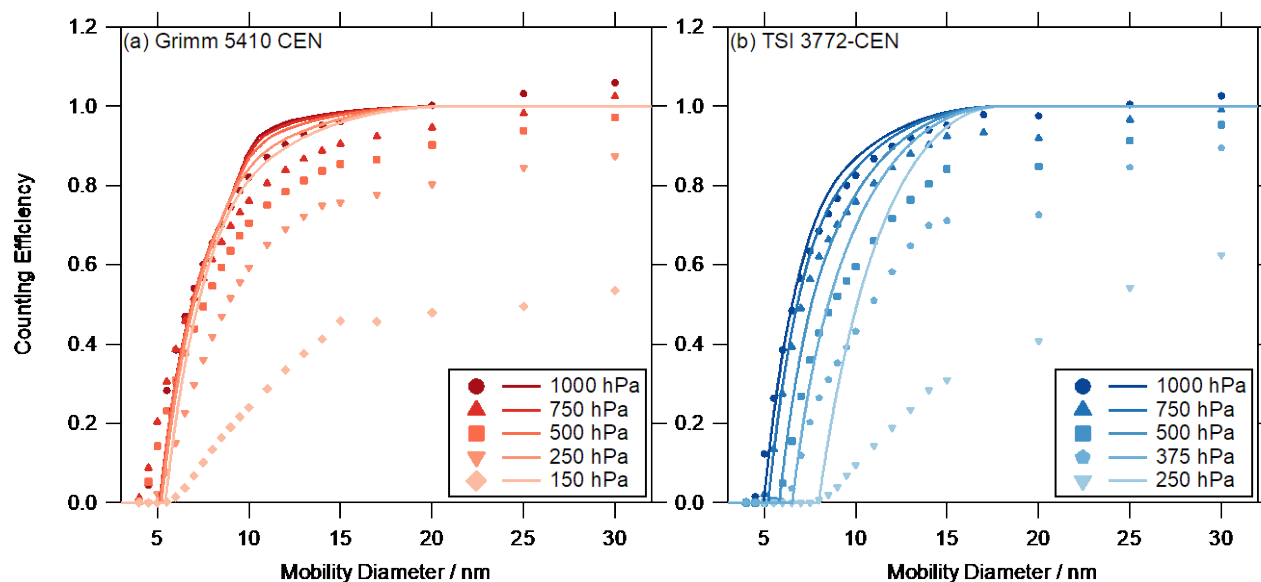 (a) Grimm 5410 CEN
1.2
1.0
0.8
0.6
0.4
0.2
0.0
Counting Efficiency
5
10
15
20
25
30
Mobility Diameter / nm
1000 hPa
750 hPa
500 hPa
250 hPa
150 hPa
(b) TSI 3772-CEN
1.2
1.0
0.8
0.6
0.4
0.2
0.0
5
10
15
20
25
30
Mobility Diameter / nm
1000 hPa
750 hPa
500 hPa
375 hPa
250 hPa